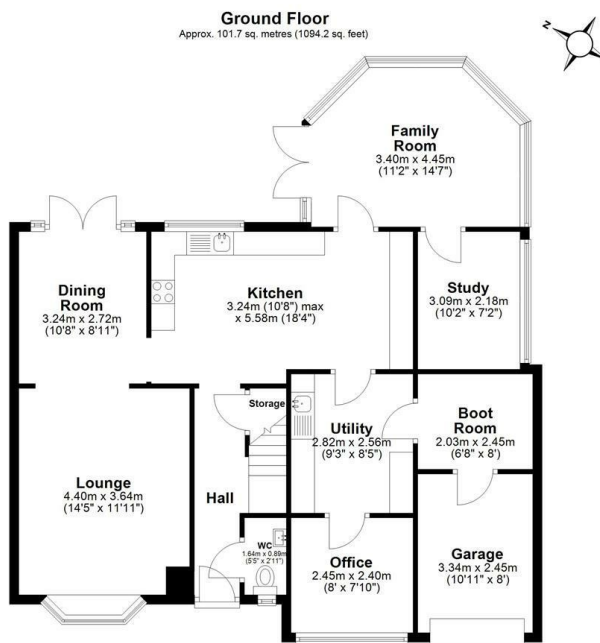 Ground Floor
Approx. 101.7 sq. metres (1094.2 sq. feet)
N
Family
Room
3.40m x 4.45m
(11'2" x 14'7")
Dining
Room
3.24m x 2.72m
(10'8" x 8'11")
Kitchen
3.24m (10'8") max
x 5.58m (18'4")
Study
3.09m x 2.18m
(10'2" x 7'2")
Storage
Utility
2.82m x 2.56m
(9'3" x 8'5")
Boot
Room
2.03m x 2.45m
(6'8" x 8')
Lounge
4.40m x 3.64m
(14'5" x 11'11")
Hall
WC
1.64m x 0.89m
(5'5" x 2'11")
Office
2.45m x 2.40m
(8' x 7'10")
Garage
3.34m x 2.45m
(10'11" x 8')